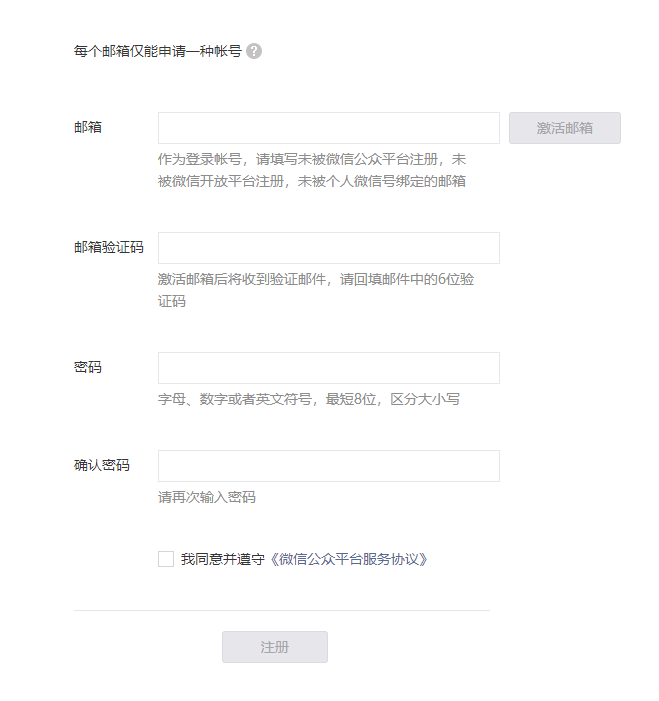 每个邮箱仅能申请一种帐号 ?
邮箱
激活邮箱
作为登录帐号，请填写未被微信公众平台注册，未
被微信开放平台注册，未被个人微信号绑定的邮箱
邮箱验证码
激活邮箱后将收到验证邮件，请回填邮件中的6位验
证码
密码
字母、数字或者英文符号，最短8位，区分大小写
确认密码
请再次输入密码
我同意并遵守《微信公众平台服务协议》
注册